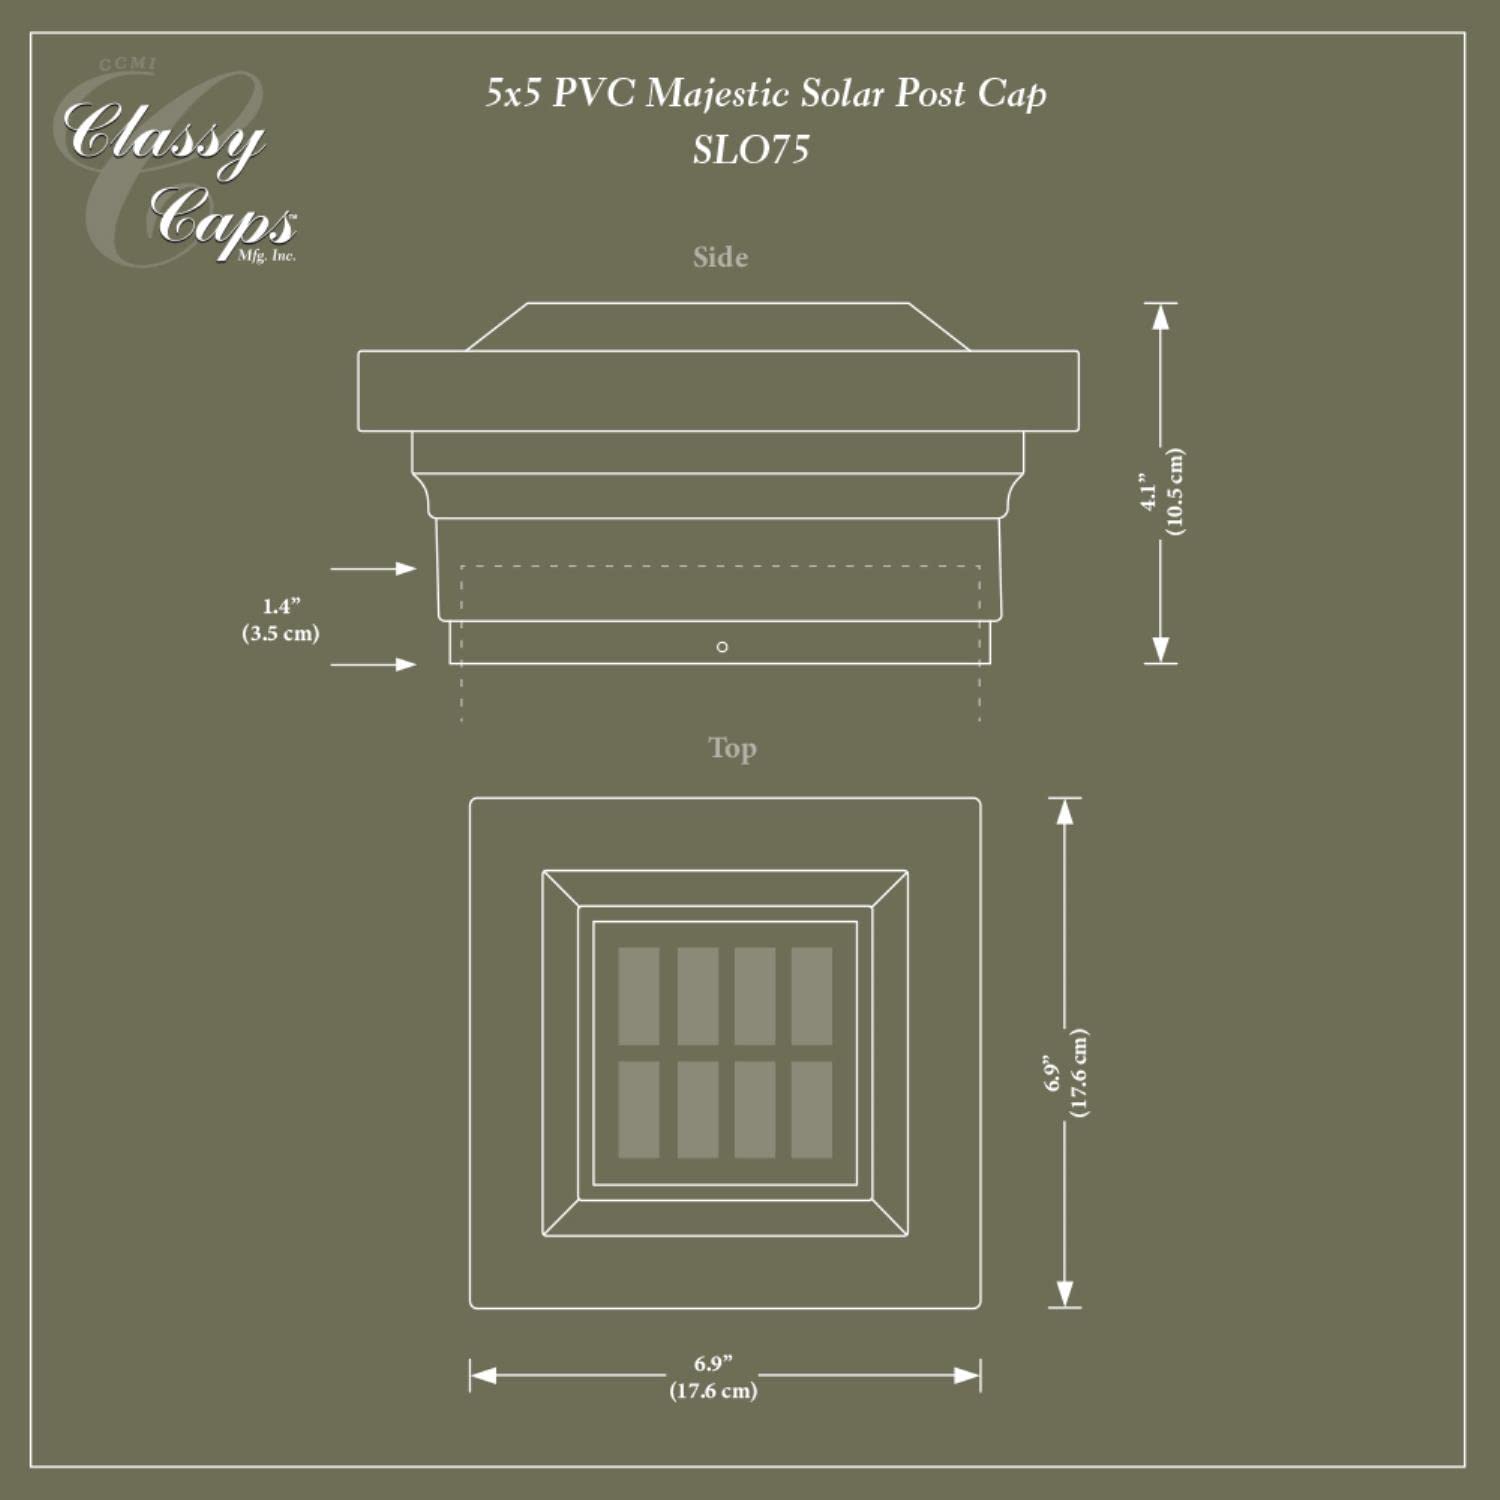 CCMI
Classy
Caps™
Mfg. Inc.
5x5 PVC Majestic Solar Post Cap
SLO75
Side
4.1”
(10.5 cm)
1.4”
(3.5 cm)
Top
6.9”
(17.6 cm)
6.9”
(17.6 cm)